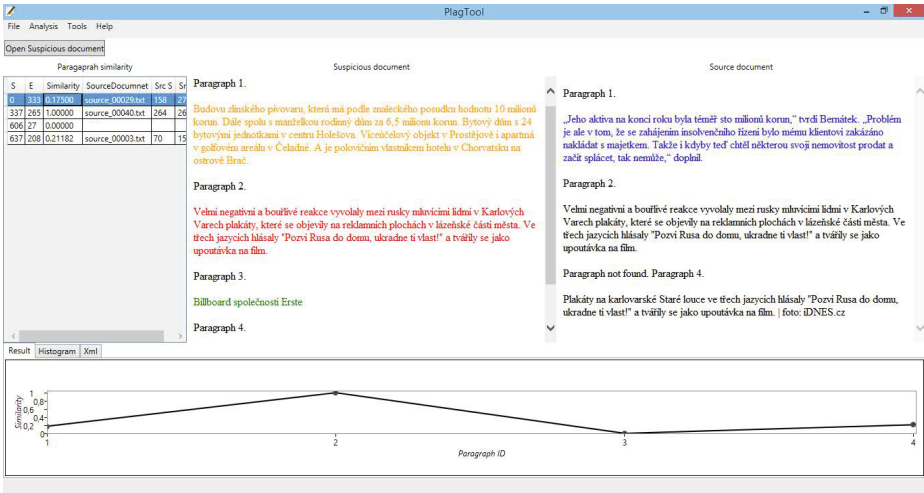 PlagTool
File Analysis Tools Help
Open Suspicious document
Paragaprah similarity
S E Similarity SourceDocumnet Src S Sr
0 333 0.17500 source_00029.txt 158 27
337 265 1.00000 source_00040.txt 264 26
606 27 0.00000
637 208 0.21182 source_00003.txt 70 15
Suspicious document
Paragraph 1.
Budovu zlínského pivovaru, která má podle znaleckého posudku hodnotu 10 milionů
korun. Dále spolu s manželkou rodinný dům za 6,5 milionu korun. Bytový dům s 24
bytovými jednotkami v centru Holešova. Víceúčelový objekt v Prostějově i apartmá
v golfovém areálu v Čeladné. A je polovičním vlastníkem hotelu v Chorvatsku na
ostrově Brač.
Paragraph 2.
Velmi negativní a bouřlivé reakce vyvolaly mezi rusky mluvícími lidmi v Karlových
Varech plakáty, které se objevily na reklamních plochách v lázeňské části města. Ve
třech jazycích hlásaly "Pozvi Rusa do domu, ukradne ti vlast!" a tvářily se jako
upoutávka na film.
Paragraph 3.
Billboard společnosti Erste
Paragraph 4.
Source document
Paragraph 1.
„Jeho aktiva na konci roku byla téměř sto milionů korun,“ tvrdí Bernátek. „Problém
je ale v tom, že se zahájením insolvenčního řízení bylo mému klientovi zakázáno
nakládat s majetkem. Takže i kdyby teď chtěl některou svoji nemovitost prodat a
začít splácet, tak nemůže,“ doplnil.
Paragraph 2.
Velmi negativní a bouřlivé reakce vyvolaly mezi rusky mluvícími lidmi v Karlových
Varech plakáty, které se objevily na reklamních plochách v lázeňské části města. Ve
třech jazycích hlásaly "Pozvi Rusa do domu, ukradne ti vlast!" a tvářily se jako
upoutávka na film.
Paragraph not found. Paragraph 4.
Plakáty na karlovarské Staré louce ve třech jazycích hlásaly "Pozvi Rusa do domu,
ukradne ti vlast!" a tvářily se jako upoutávka na film. | foto: iDNES.cz
Result Histogram Xml
Similarity
1
0,8
0,6
0,4
0,2
0
1 2 3 4
Paragraph ID